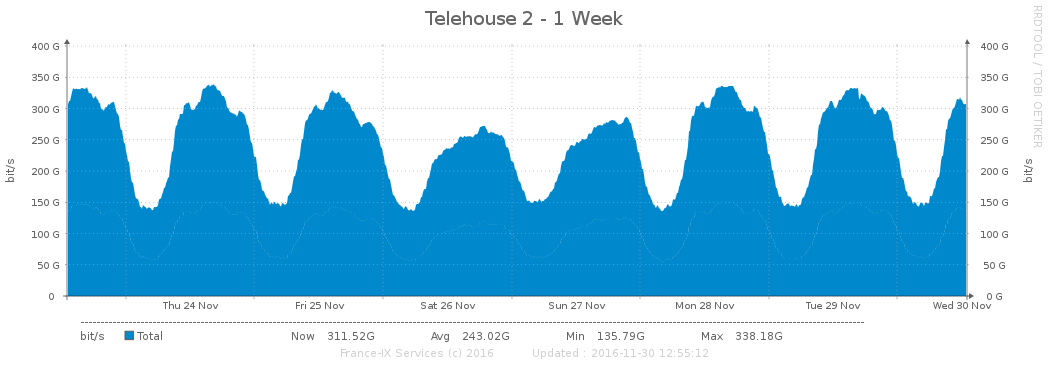 Telehouse 2 - 1 Week
RRDTOOL / TOBI OETIKER
400 G 400 G
350 G 350 G
300 G 300 G
250 G 250 G
200 G 200 G
150 G 150 G
100 G 100 G
50 G 50 G
0 0 G
bit/s
bit/s
Thu 24 Nov Fri 25 Nov Sat 26 Nov Sun 27 Nov Mon 28 Nov Tue 29 Nov Wed 30 Nov
bit/s Total Now 311.52G Avg 243.02G Min 135.79G Max 338.18G
France-IX Services (c) 2016 Updated : 2016-11-30 12:55:12